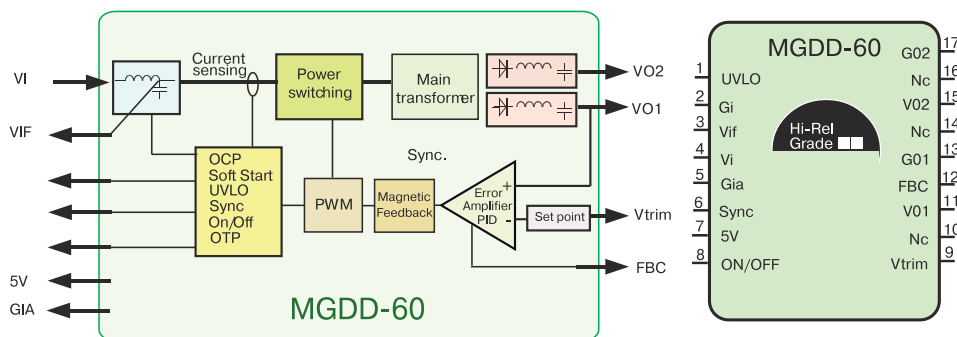 VI
VIF
5V
GIA
Current
sensing
Power
switching
Main
transformer
VO2
VO1
OCP
Soft Start
UVLO
Sync
On/Off
OTP
Sync.
PWM
Magnetic
Feedback
Error
Amplifier
PID
+
-
Set point
Vtrim
FBC
MGDD-60
MGDD-60
Hi-Rel
Grade
1 UVLO
2 Gi
3 Vif
4 Vi
5 Gia
6 Sync
7 5V
8 ON/OFF
G02 17
Nc 16
V02 15
Nc 14
G01 13
FBC 12
V01 11
Nc 10
Vtrim 9